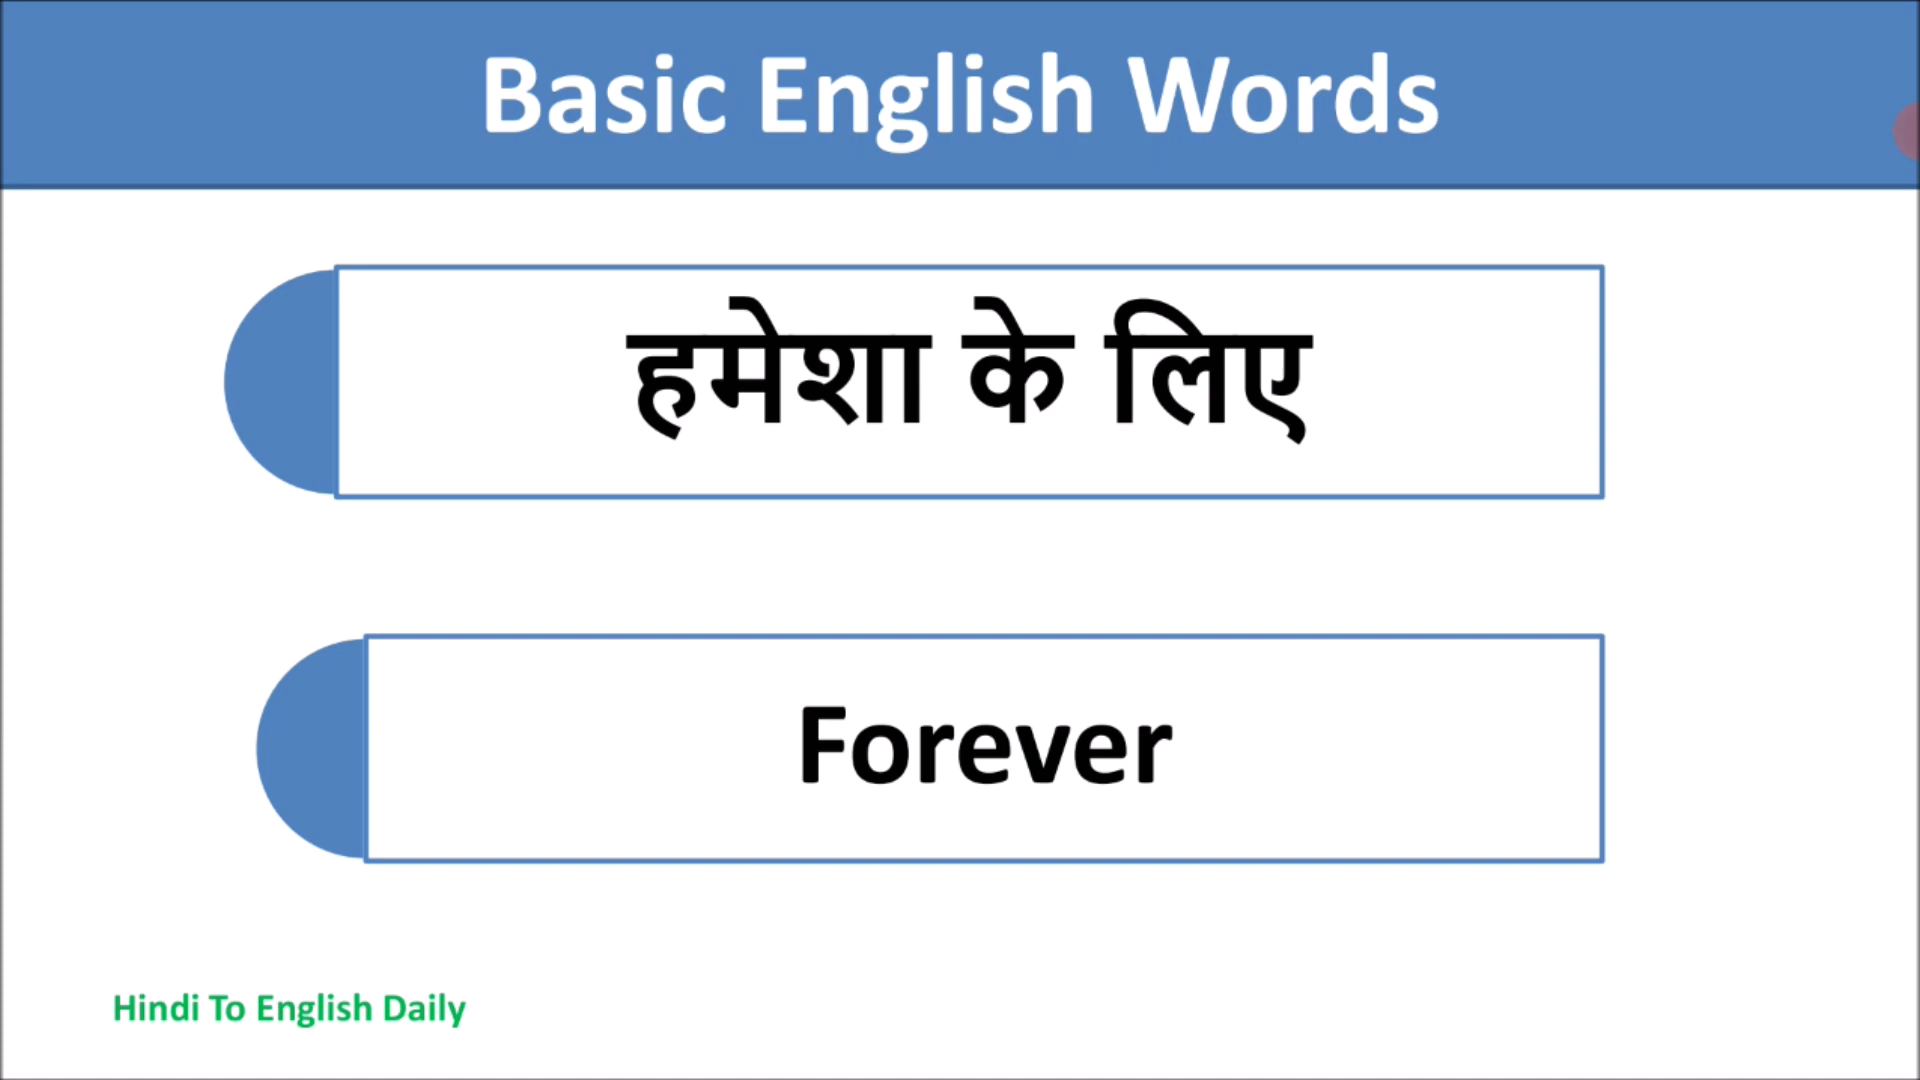 Basic English Words
हमेशा के लिए
Forever
Hindi To English Daily